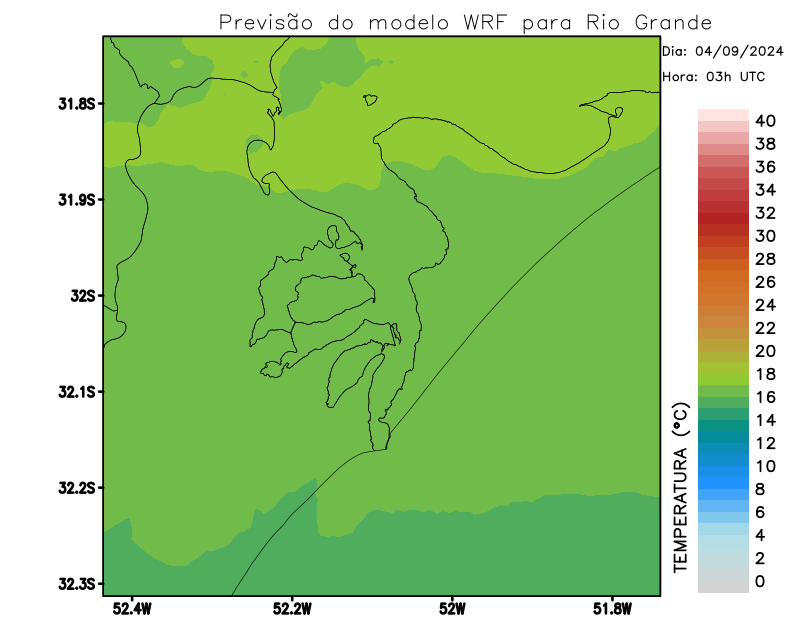 Previsão do modelo WRF para Rio Grande
Dia: 04/09/2024
Hora: 03h UTC
31.8S
31.9S
32S
32.1S
32.2S
32.3S
52.4W
52.2W
52W
51.8W
TEMPERATURA (°C)
40
38
36
34
32
30
28
26
24
22
20
18
16
14
12
10
8
6
4
2
0